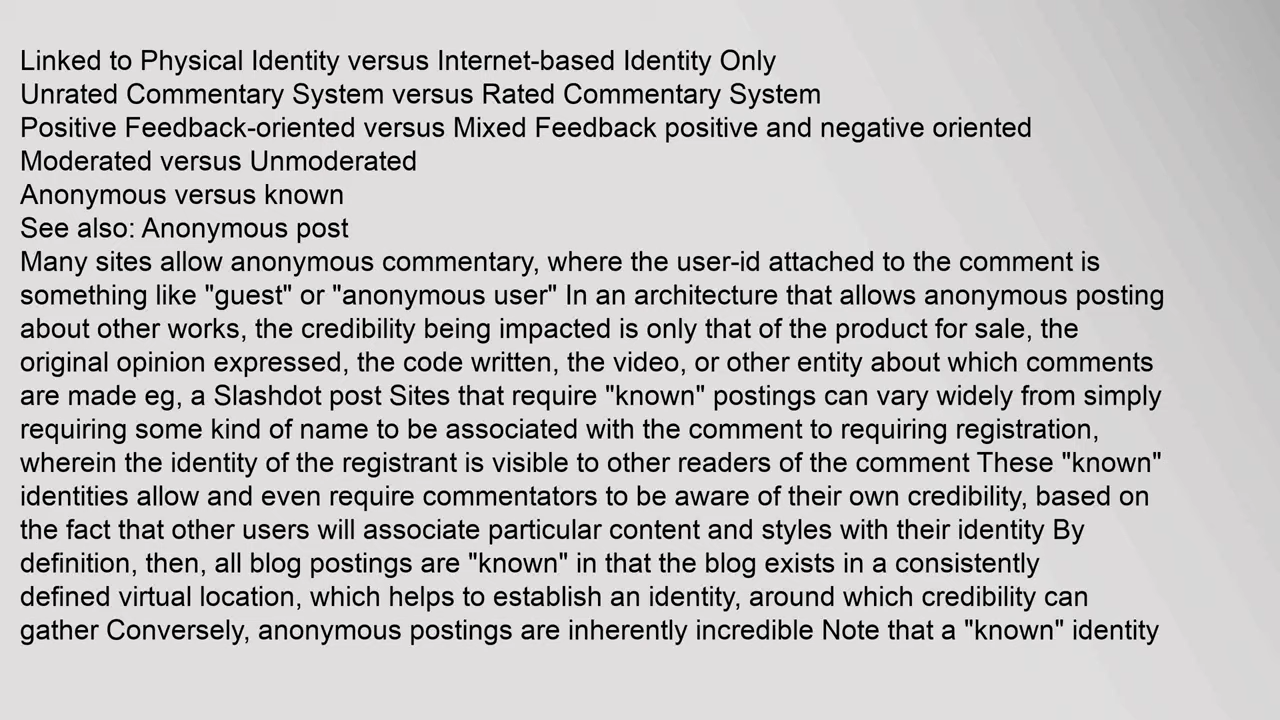 Linked to Physical Identity versus Internet-based Identity Only
Unrated Commentary System versus Rated Commentary System
Positive Feedback-oriented versus Mixed Feedback positive and negative oriented
Moderated versus Unmoderated
Anonymous versus known
See also: Anonymous post
Many sites allow anonymous commentary, where the user-id attached to the comment is
something like "guest" or "anonymous user" In an architecture that allows anonymous posting
about other works, the credibility being impacted is only that of the product for sale, the
original opinion expressed, the code written, the video, or other entity about which comments
are made eg, a Slashdot post Sites that require "known" postings can vary widely from simply
requiring some kind of name to be associated with the comment to requiring registration,
wherein the identity of the registrant is visible to other readers of the comment These "known"
identities allow and even require commentators to be aware of their own credibility, based on
the fact that other users will associate particular content and styles with their identity By
definition, then, all blog postings are "known" in that the blog exists in a consistently
defined virtual location, which helps to establish an identity, around which credibility can
gather Conversely, anonymous postings are inherently incredible Note that a "known" identity